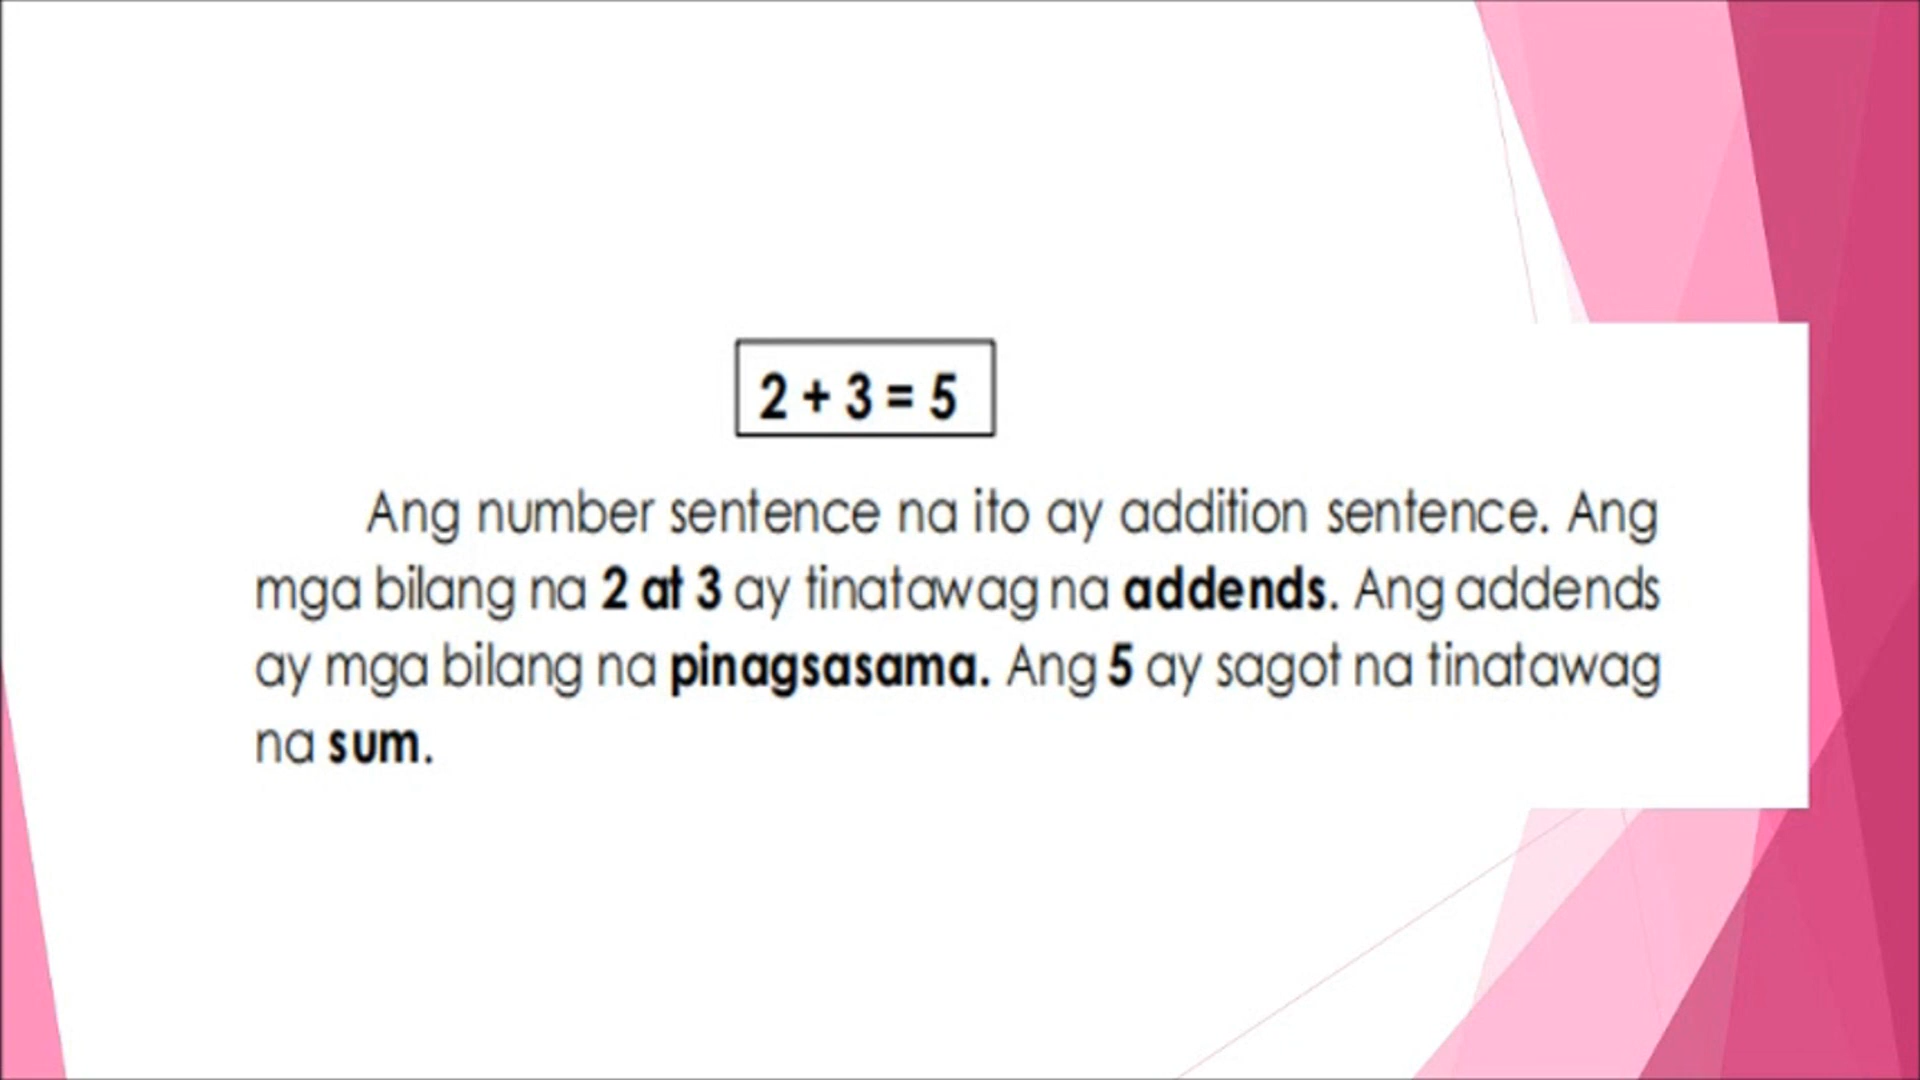 2 + 3 = 5
Ang number sentence na ito ay addition sentence. Ang
mga bilang na 2 at 3 ay tinatawag na addends. Ang addends
ay mga bilang na pinagsasama. Ang 5 ay sagot na tinatawag
na sum.